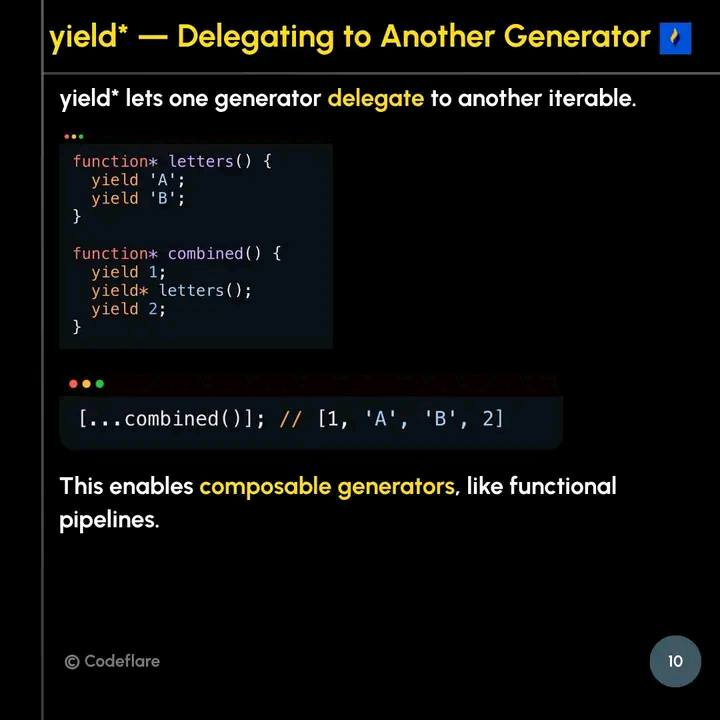 yield* — Delegating to Another Generator
yield* lets one generator delegate to another iterable.
function* letters() {
  yield 'A';
  yield 'B';
}
function* combined() {
  yield 1;
  yield* letters();
  yield 2;
}
[...combined()]; // [1, 'A', 'B', 2]
This enables composable generators, like functional
pipelines.
© Codeflare
10